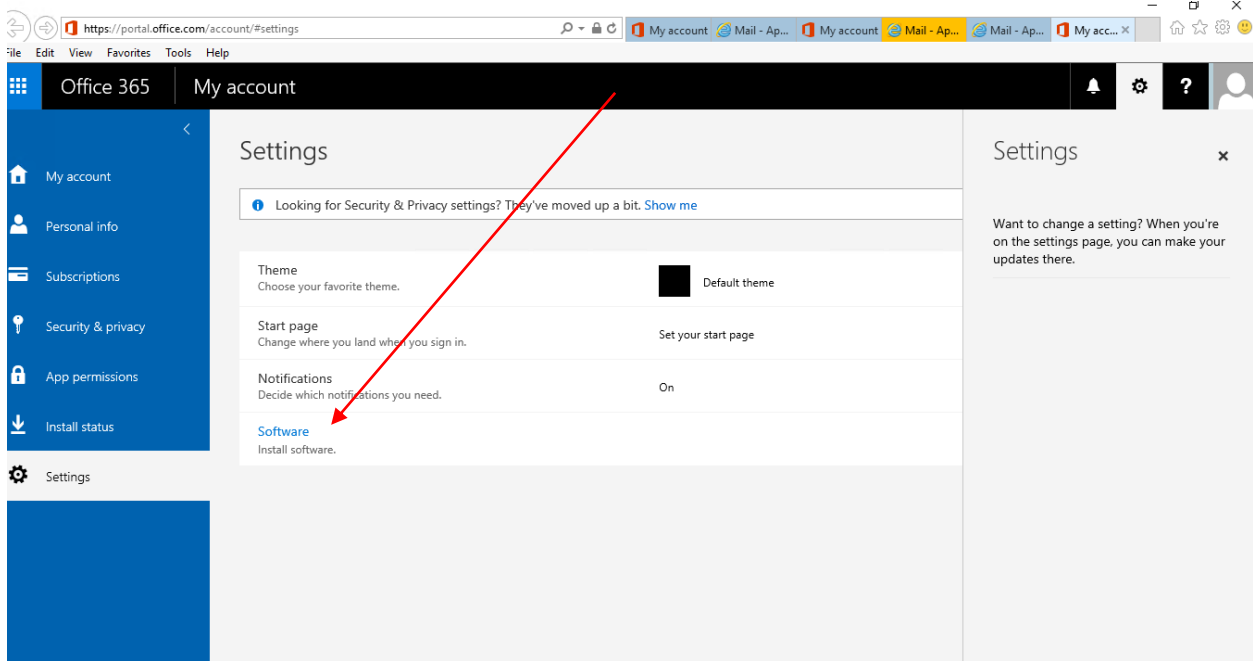 https://portal.office.com/account/#settings
My account
Mail - Ap...
My account
Mail - Ap...
Mail - Ap...
My acc...
File Edit View Favorites Tools Help
Office 365
My account
?
My account
Personal info
Subscriptions
Security & privacy
App permissions
Install status
Settings
Settings
Looking for Security & Privacy settings? They've moved up a bit. Show me
Theme
Choose your favorite theme.
Default theme
Start page
Change where you land when you sign in.
Set your start page
Notifications
Decide which notifications you need.
On
Software
Install software.
Settings
Want to change a setting? When you're
on the settings page, you can make your
updates there.